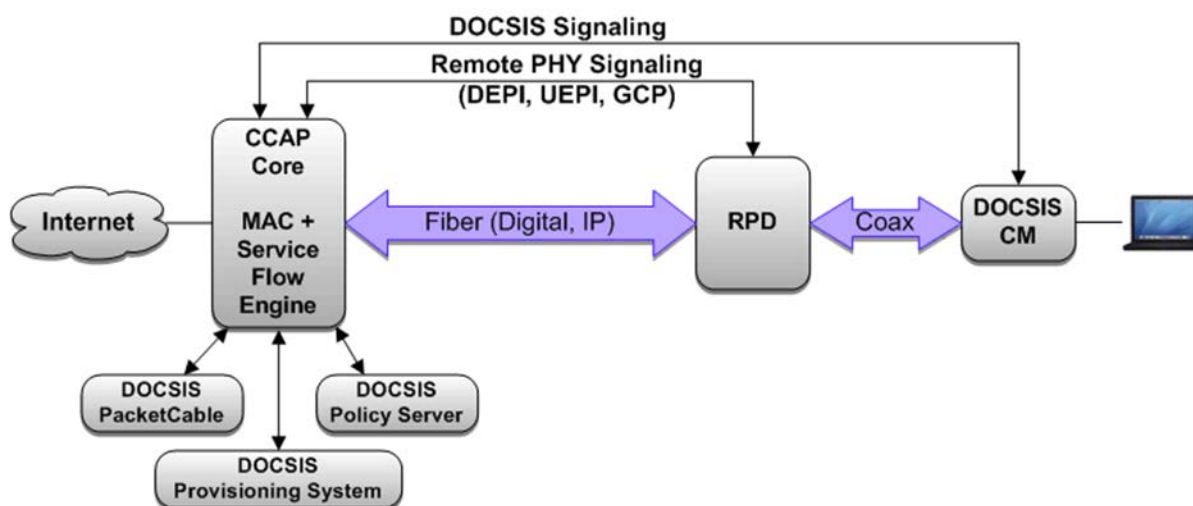 DOCSIS Signaling
Remote PHY Signaling
(DEPI, UEPI, GCP)
CCAP
Core
MAC +
Service
Flow
Engine
Internet
Fiber (Digital, IP)
RPD
Coax
DOCSIS
CM
DOCSIS
PacketCable
DOCSIS
Policy Server
DOCSIS
Provisioning System